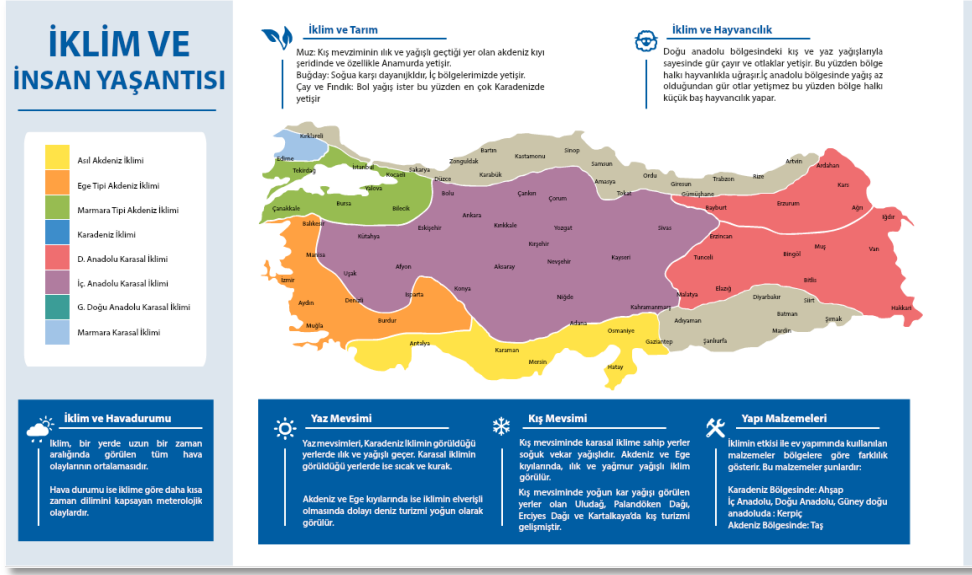 İKLİM VE
İNSAN YAŞANTISI
Asıl Akdeniz İklimi
Ege Tipi Akdeniz İklimi
Marmara Tipi Akdeniz İklimi
Karadeniz İklimi
D. Anadolu Karasal İklimi
İç. Anadolu Karasal İklimi
G. Doğu Anadolu Karasal İklimi
Marmara Karasal İklimi
İklim ve Havadurumu
İklim, bir yerde uzun bir zaman
aralığında görülen tüm hava
olaylarının ortalamasıdır.
Hava durumu ise iklime göre daha kısa
zaman dilimini kapsayan meterolojik
olaylardır.
İklim ve Tarım
Muz: Kış mevziminin ılık ve yağışlı geçtiği yer olan akdeniz kıyı
şeridinde ve özellikle Anamurda yetişir.
Buğday: Soğua karşı dayanıjkldır, İç bölgelerimizde yetişir.
Çay ve Fındık: Bol yağış ister bu yüzden en çok Karadenizde
yetişir
İklim ve Hayvancılık
Doğu anadolu bölgesindeki kış ve yaz yağışlarıyla
sayesinde gür çayır ve otlaklar yetişir. Bu yüzden bölge
halkı hayvanlıkla uğraşır.İç anadolu bölgesinde yağış az
olduğundan gür otlar yetişmez bu yüzden bölge halkı
küçük baş hayvancılık yapar.
Kırklareli
Edirne
Tekirdağ
İstanbul
Kocaeli
Yalova
Sakarya
Düzce
Zonguldak
Bartın
Karabük
Kastamonu
Sinop
Samsun
Amasya
Tokat
Ordu
Giresun
Gümüşhane
Trabzon
Rize
Artvin
Ardahan
Kars
Ağrı
Iğdır
Erzurum
Bayburt
Erzincan
Çanakkale
Bursa
Bilecik
Bolu
Çankırı
Çorum
Ankara
Kırıkkale
Yozgat
Sivas
Eskişehir
Kütahya
Balıkesir
Manisa
İzmir
Uşak
Afyon
Kırşehir
Nevşehir
Aksaray
Kayseri
Tunceli
Bingöl
Muş
Van
Bitlis
Elazığ
Malatya
Aydın
Denizli
Isparta
Konya
Niğde
Kahramanmaraş
Diyarbakır
Siirt
Batman
Şırnak
Hakkari
Mardin
Muğla
Burdur
Antalya
Karaman
Mersin
Adana
Osmaniye
Gaziantep
Hatay
Adıyaman
Şanlıurfa
Yaz Mevsimi
Yaz mevsimleri, Karadeniz İklimin görüldüğü
yerlerde ılık ve yağışlı geçer. Karasal iklimin
görüldüğü yerlerde ise sıcak ve kurak.
Akdeniz ve Ege kıyılarında ise iklimin elverişli
olmasında dolayı deniz turizmi yoğun olarak
görülür.
Kış Mevsimi
Kış mevsiminde karasal iklime sahip yerler
soğuk vekar yağışlıdır. Akdeniz ve Ege
kıyılarında, ılık ve yağmur yağışlı iklim
görülür.
Kış mevsiminde yoğun kar yağışı görülen
yerler olan Uludağ, Palandöken Dağı,
Erciyes Dağı ve Kartalkaya'da kış turizmi
gelişmiştir.
Yapı Malzemeleri
İklimin etkisi ile ev yapımında kullanılan
malzemeler bölgelere göre farklılık
gösterir. Bu malzemeler şunlardır:
Karadeniz Bölgesinde: Ahşap
İç Anadolu, Doğu Anadolu, Güney doğu
anadoluda : Kerpiç
Akdeniz Bölgesinde: Taş